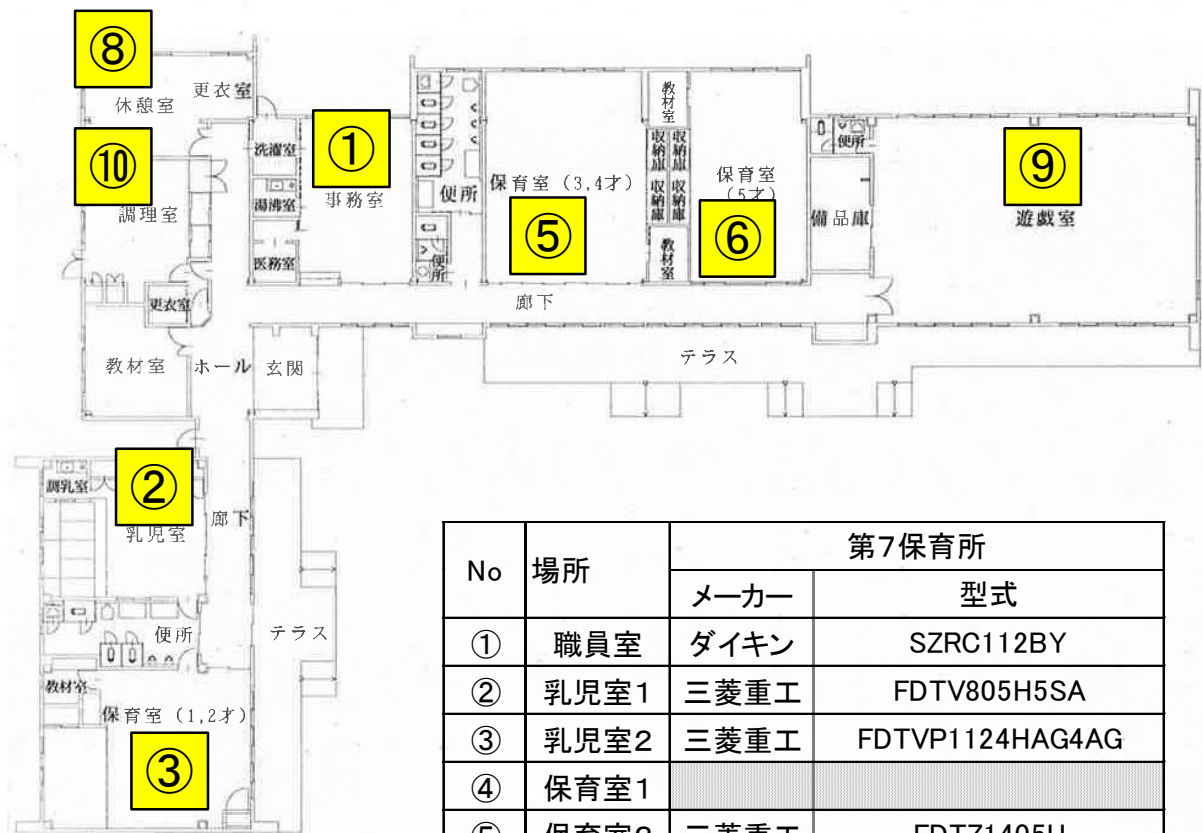 ⑧
更衣室
休憩室
⑩
調理室
洗濯室
湯沸室
医務室
①
事務室
便所
便所
保育室(3,4才)
⑤
教材室
収納庫
収納庫
収納庫
収納庫
教材室
保育室
(5才)
⑥
便所
備品庫
⑨
遊戯室
更衣室
廊下
教材室
ホール
玄関
テラス
②
調乳室
乳児室
廊下
便所
テラス
教材室
保育室(1,2才)
③
No 場所 第7保育所
メーカー 型式
① 職員室 ダイキン SZRC112BY
② 乳児室1 三菱重工 FDTV805H5SA
③ 乳児室2 三菱重工 FDTVP1124HAG4AG
④ 保育室1